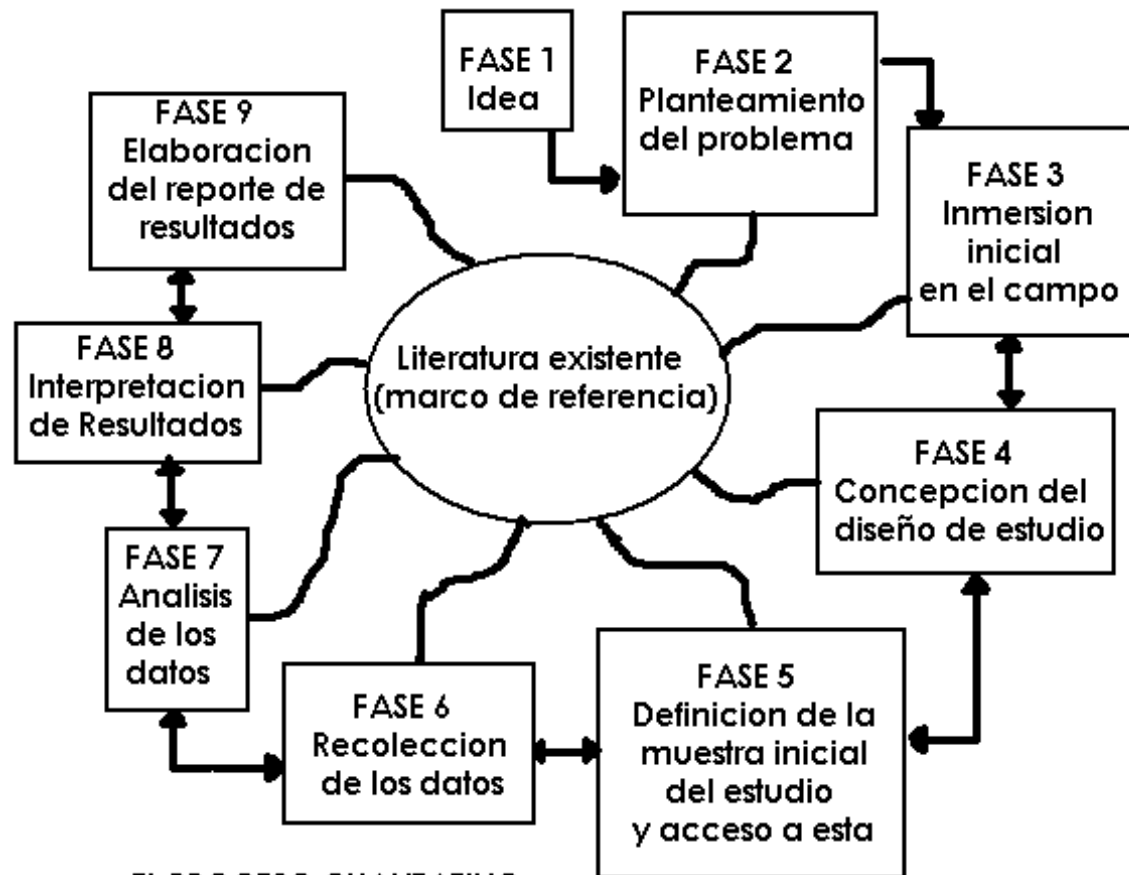 FASE 1
Idea
FASE 2
Planteamiento
del problema
FASE 3
Inmersion
inicial
en el campo
FASE 4
Concepcion del
diseño de estudio
FASE 5
Definicion de la
muestra inicial
del estudio
y acceso a esta
FASE 6
Recoleccion
de los datos
FASE 7
Analisis
de los
datos
FASE 8
Interpretacion
de Resultados
FASE 9
Elaboracion
del reporte de
resultados
Literatura existente
(marco de referencia)